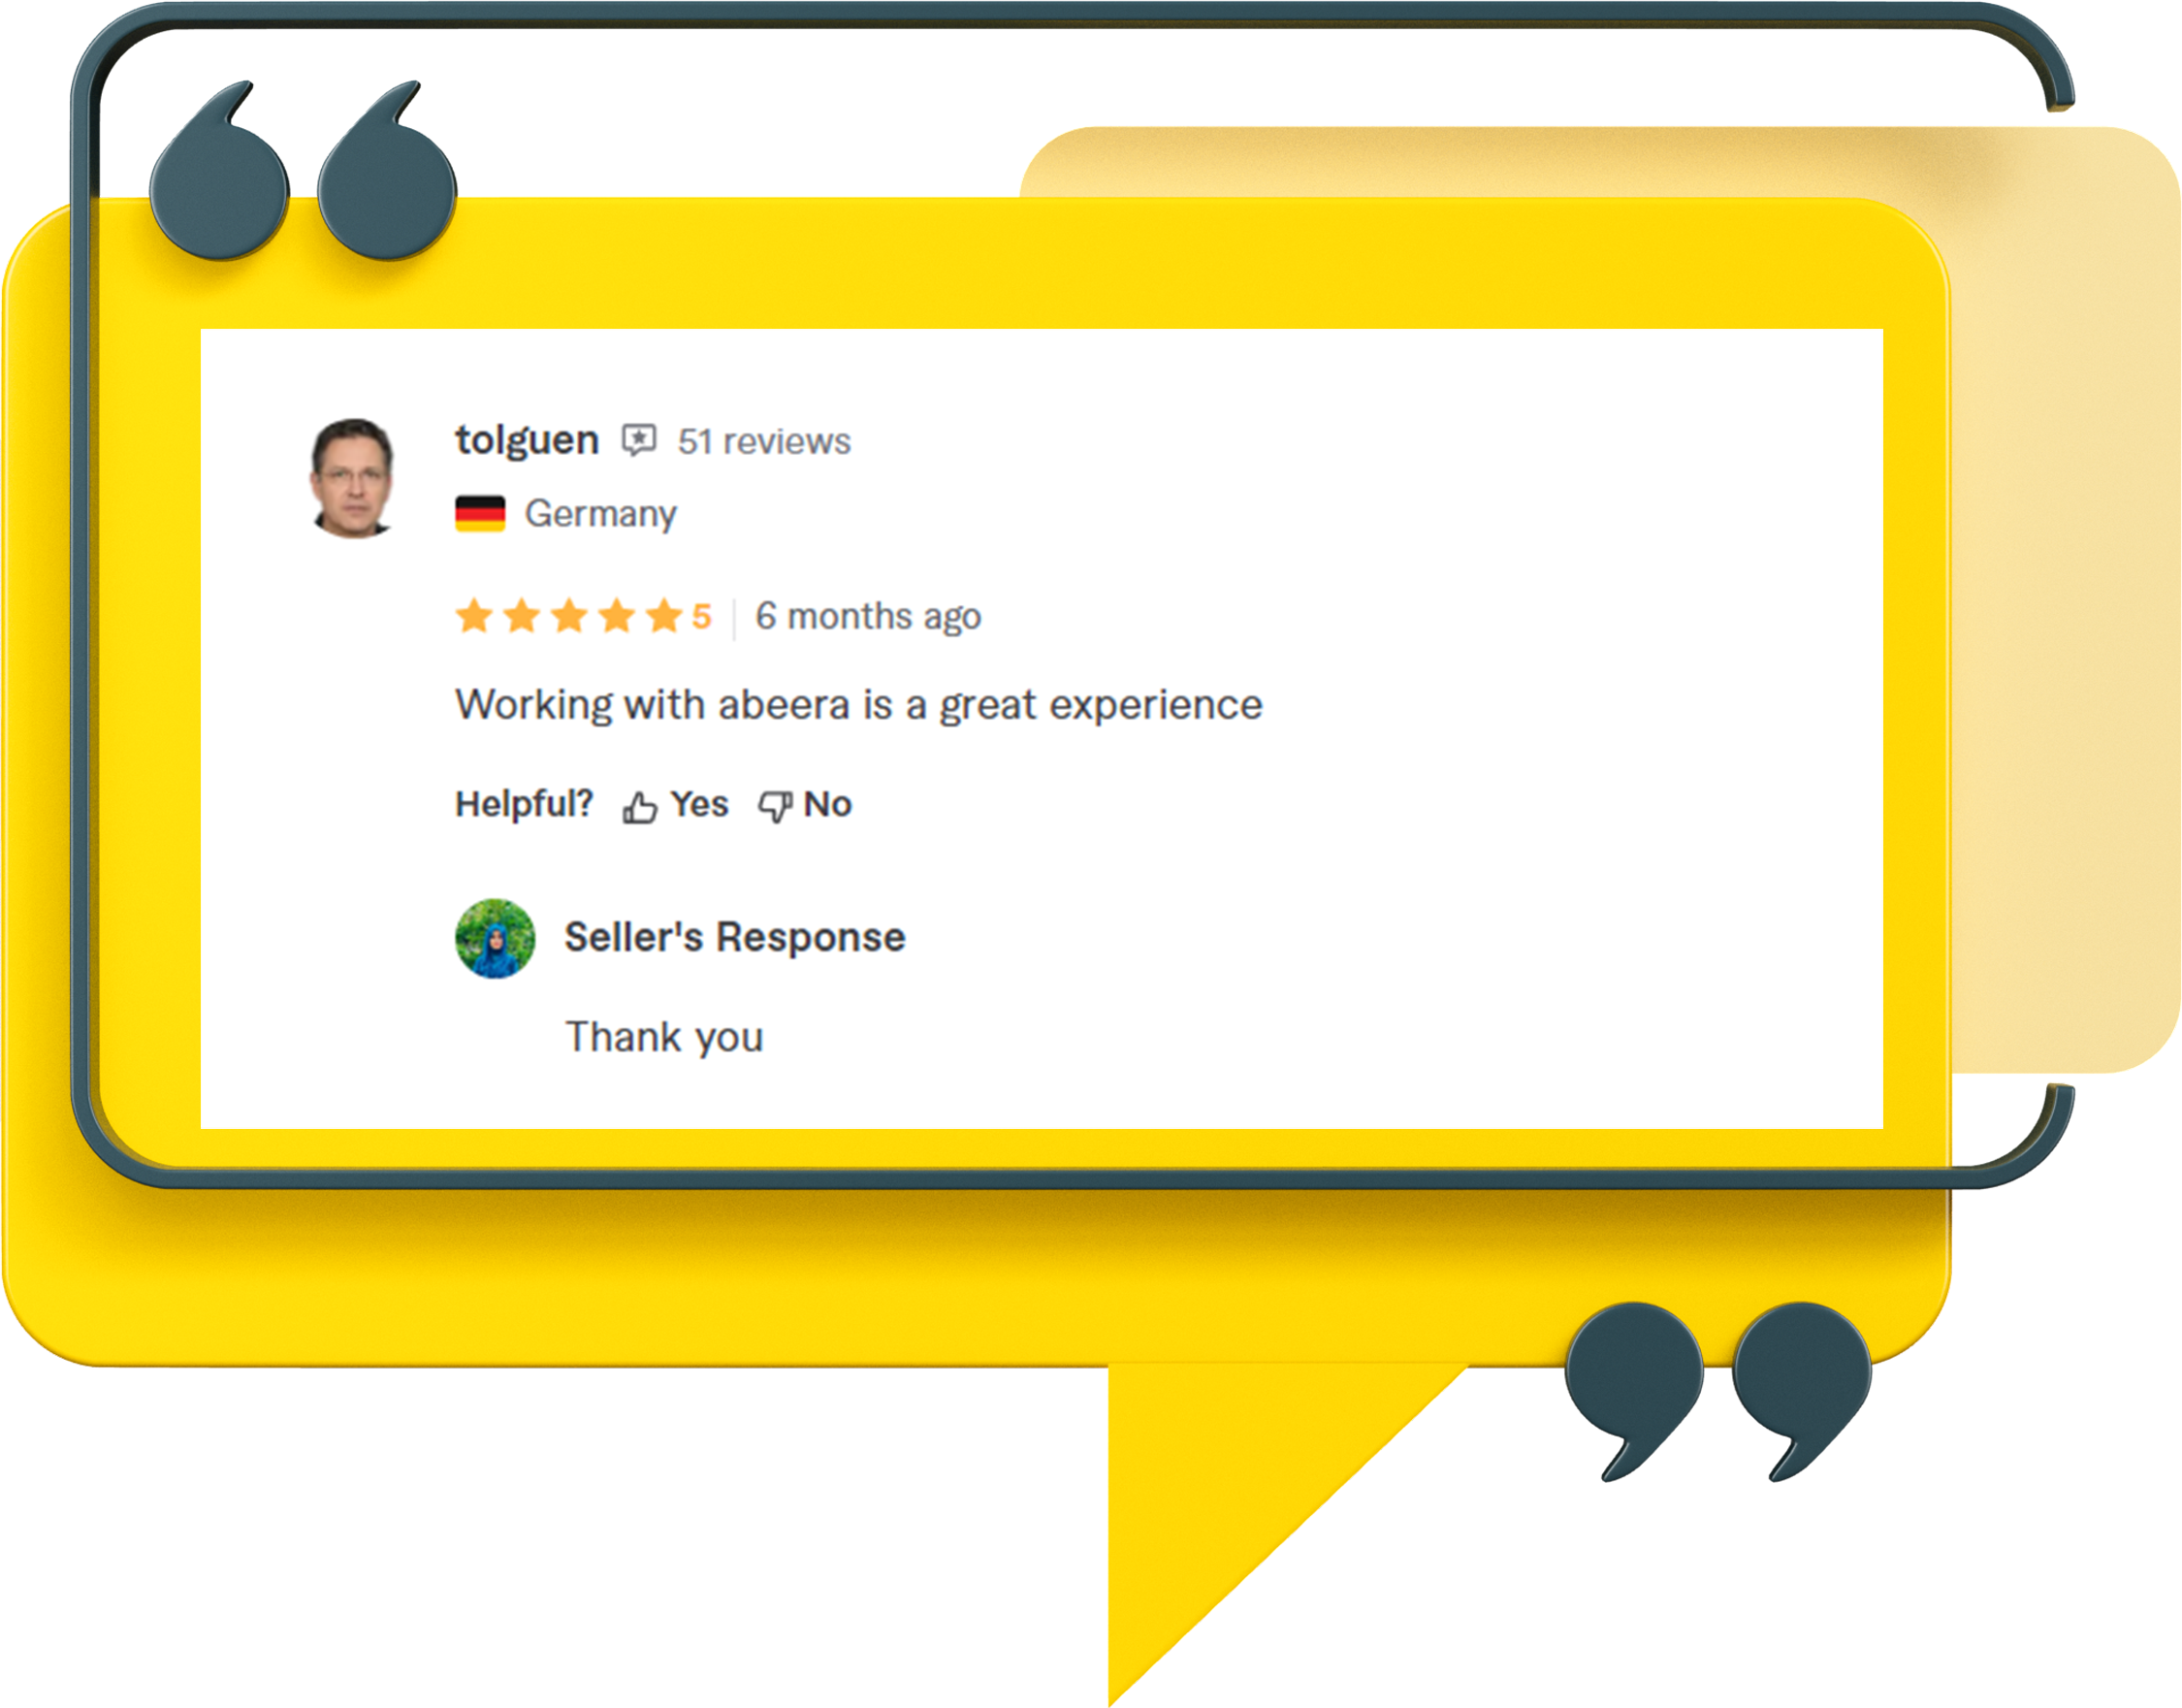 tolguen 51 reviews
Germany
5 6 months ago
Working with abeera is a great experience
Helpful? Yes No
Seller's Response
Thank you